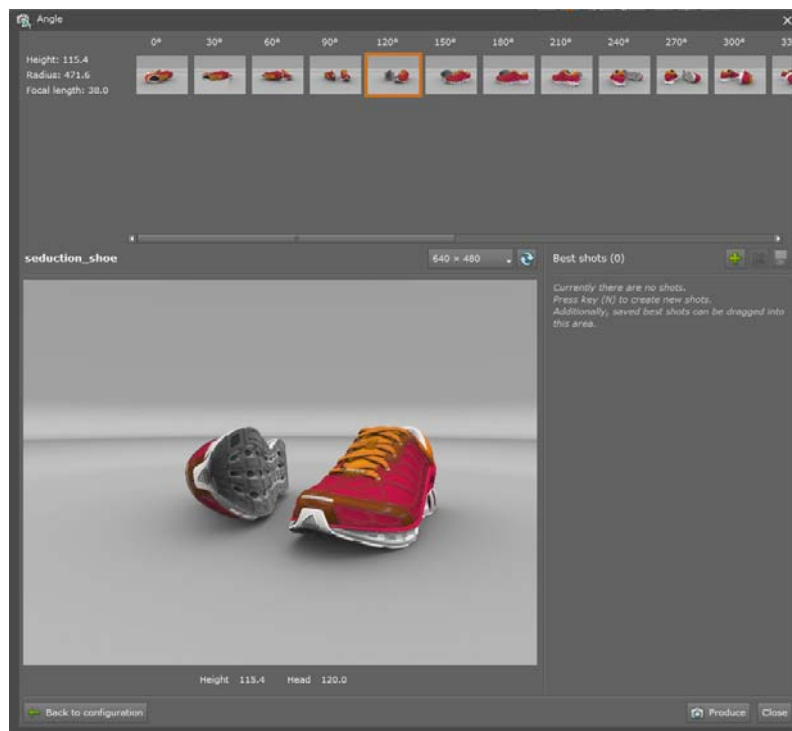 Angle
0° 30° 60° 90° 120° 150° 180° 210° 240° 270° 300° 33
Height: 115.4
Radius: 471.6
Focal length: 38.0
seduction_shoe
640 × 480
Best shots (0)
Currently there are no shots.
Press key (N) to create new shots.
Additionally, saved best shots can be dragged into
this area.
Height 115.4 Head 120.0
Back to configuration
Produce
Close